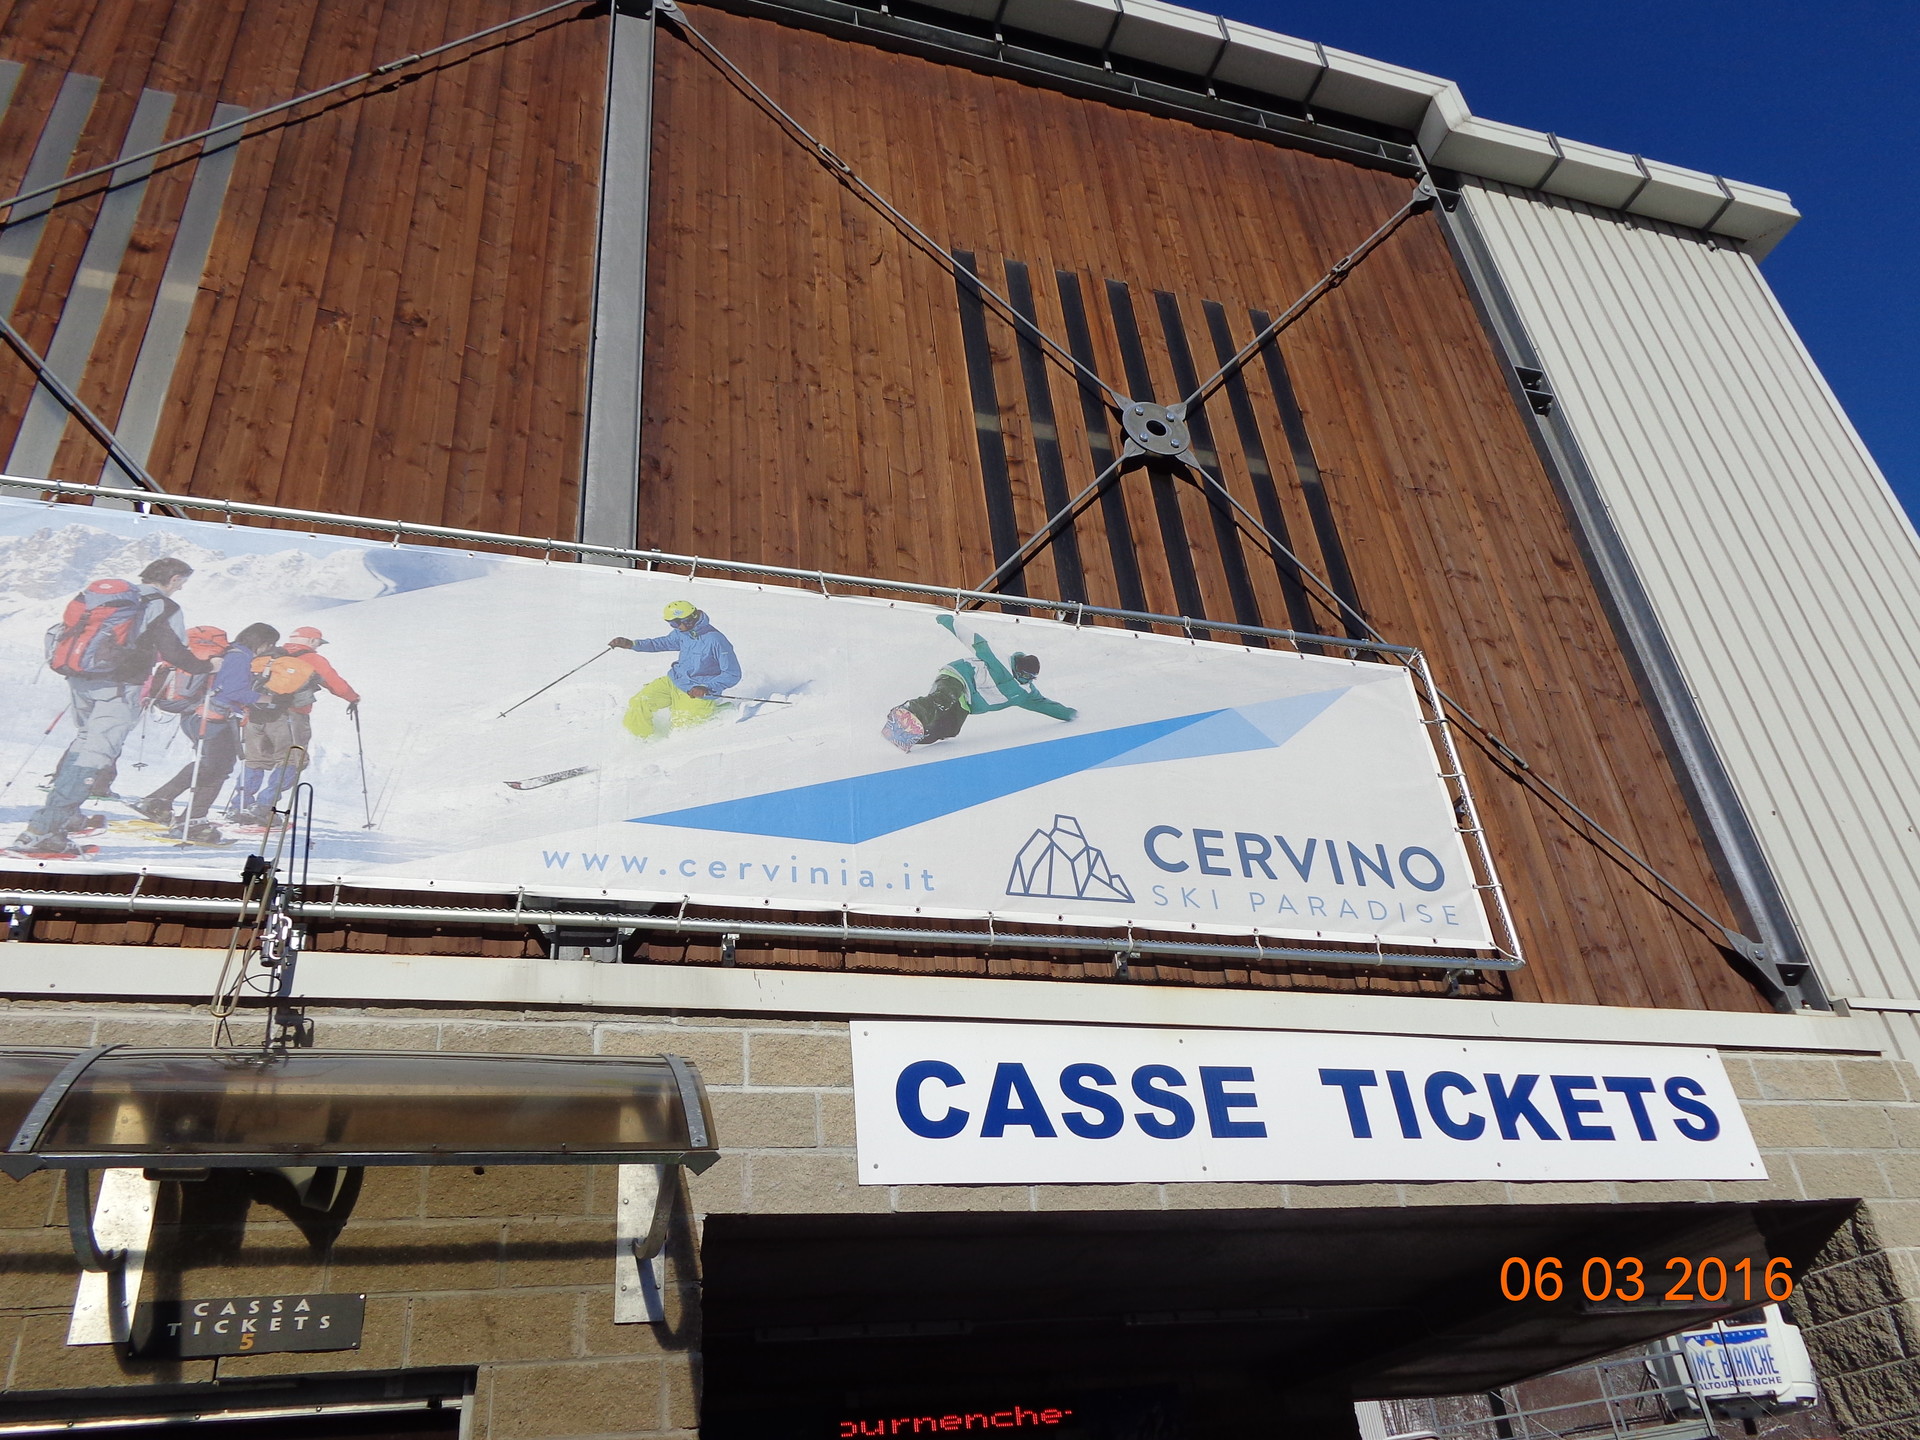 www.cervinia.it
CERVINO
SKI PARADISE
CASSE TICKETS
06 03 2016
CASSA
TICKETS
5